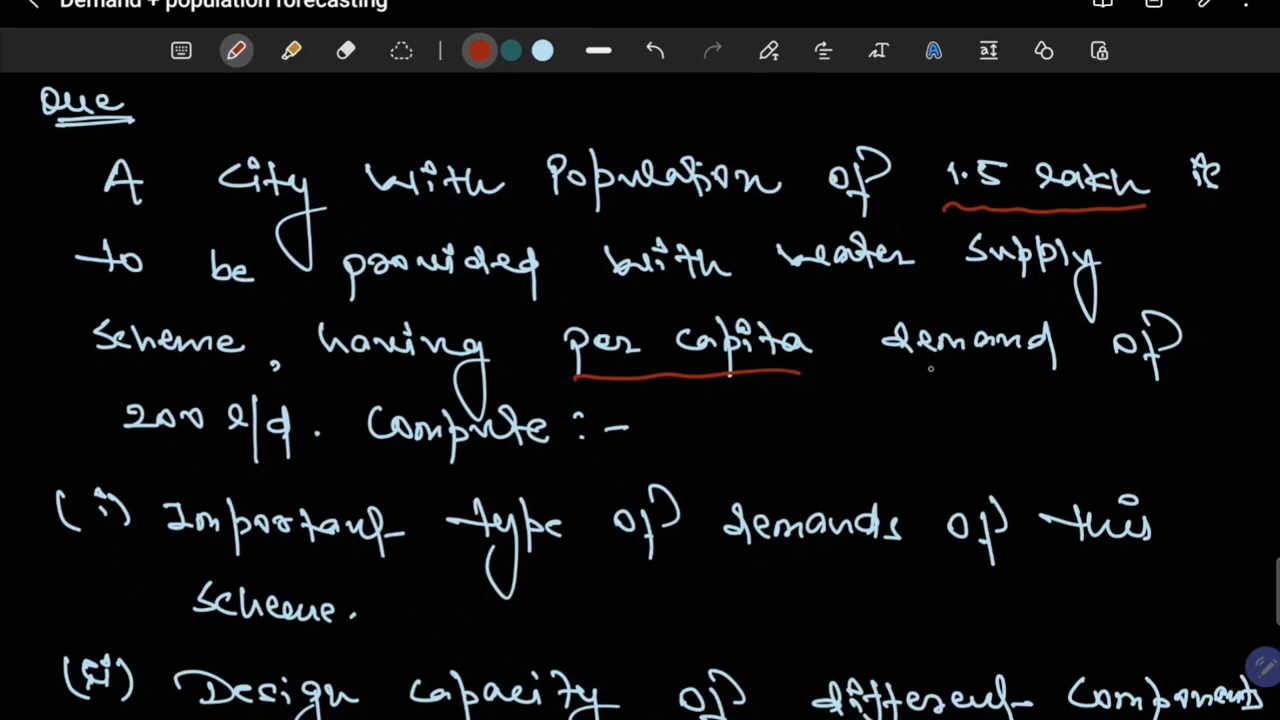 Demand + population forecasting
Que
A City with Population of 1.5 lakh is
to be provided with water supply
scheme, having per capita demand of
200 l/d. Compute :-
(i) Important type of demands of this
scheme.
(ii) Design capacity of different components